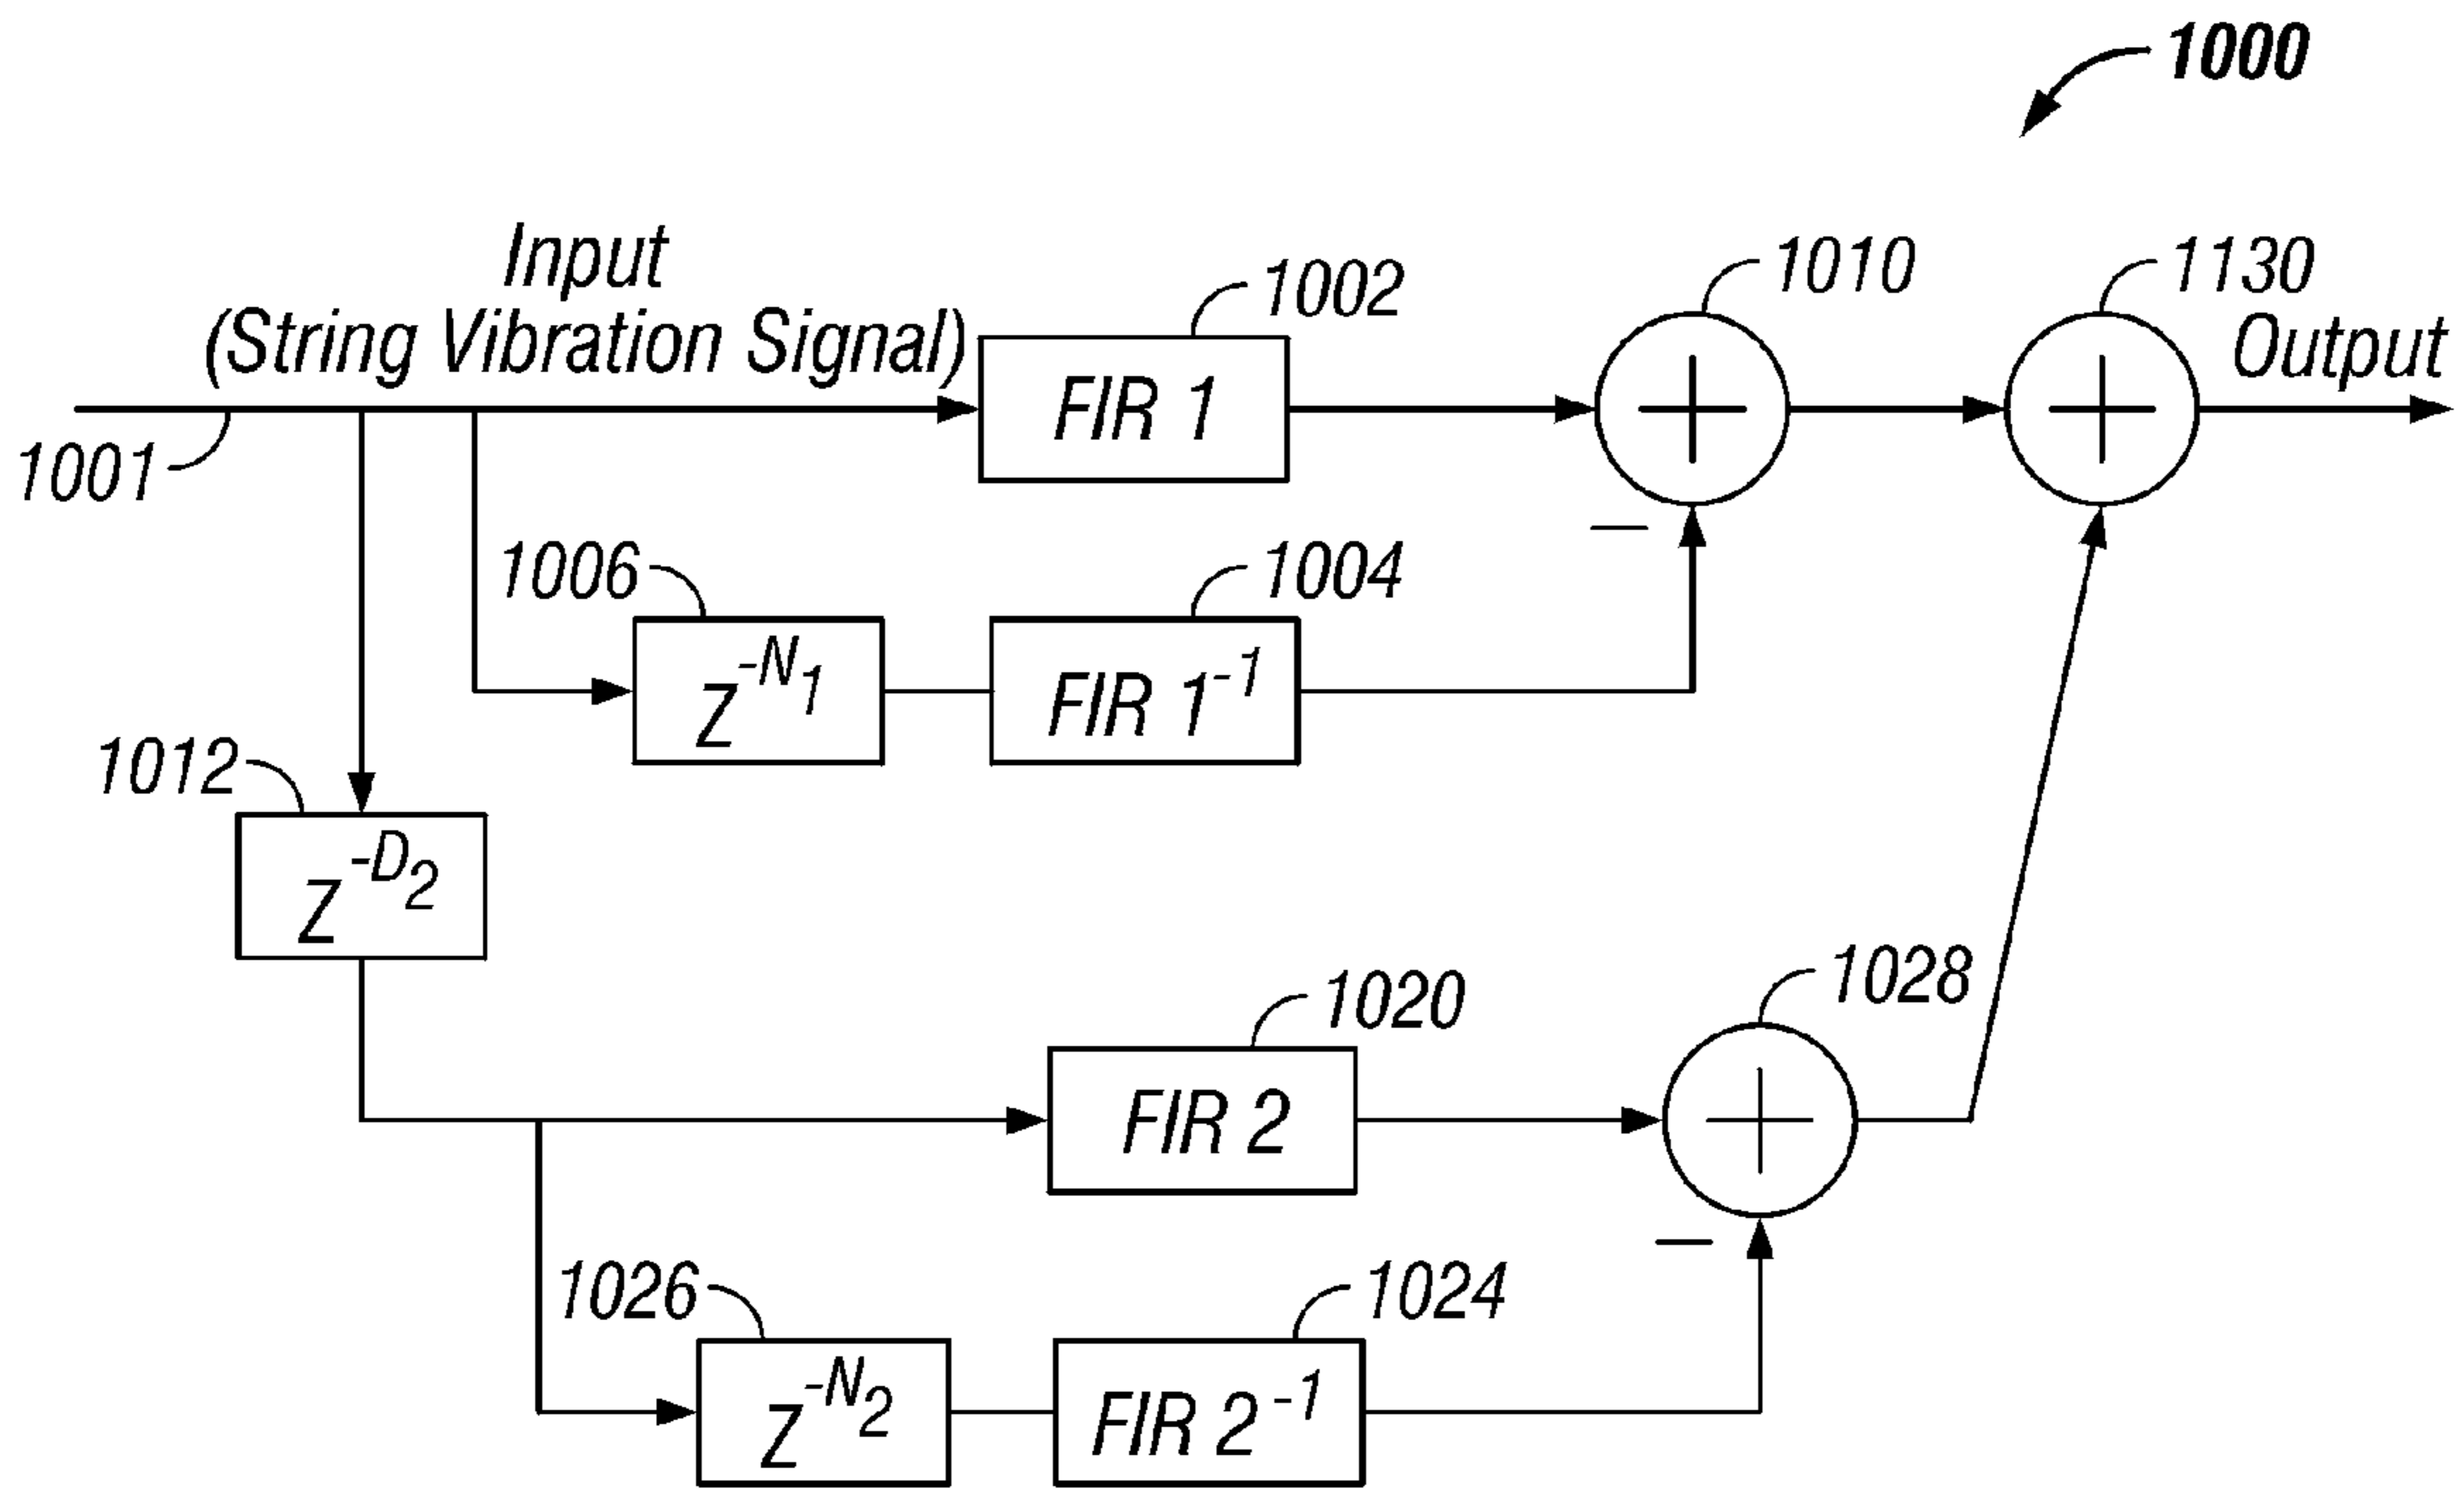 1000
Input
(String Vibration Signal)
1001
1002
FIR 1
1010
+
1130
+
Output
1006
Z^-N1
1004
FIR 1^-1
−
1012
Z^-D2
1020
FIR 2
1028
+
1026
Z^-N2
1024
FIR 2^-1
−